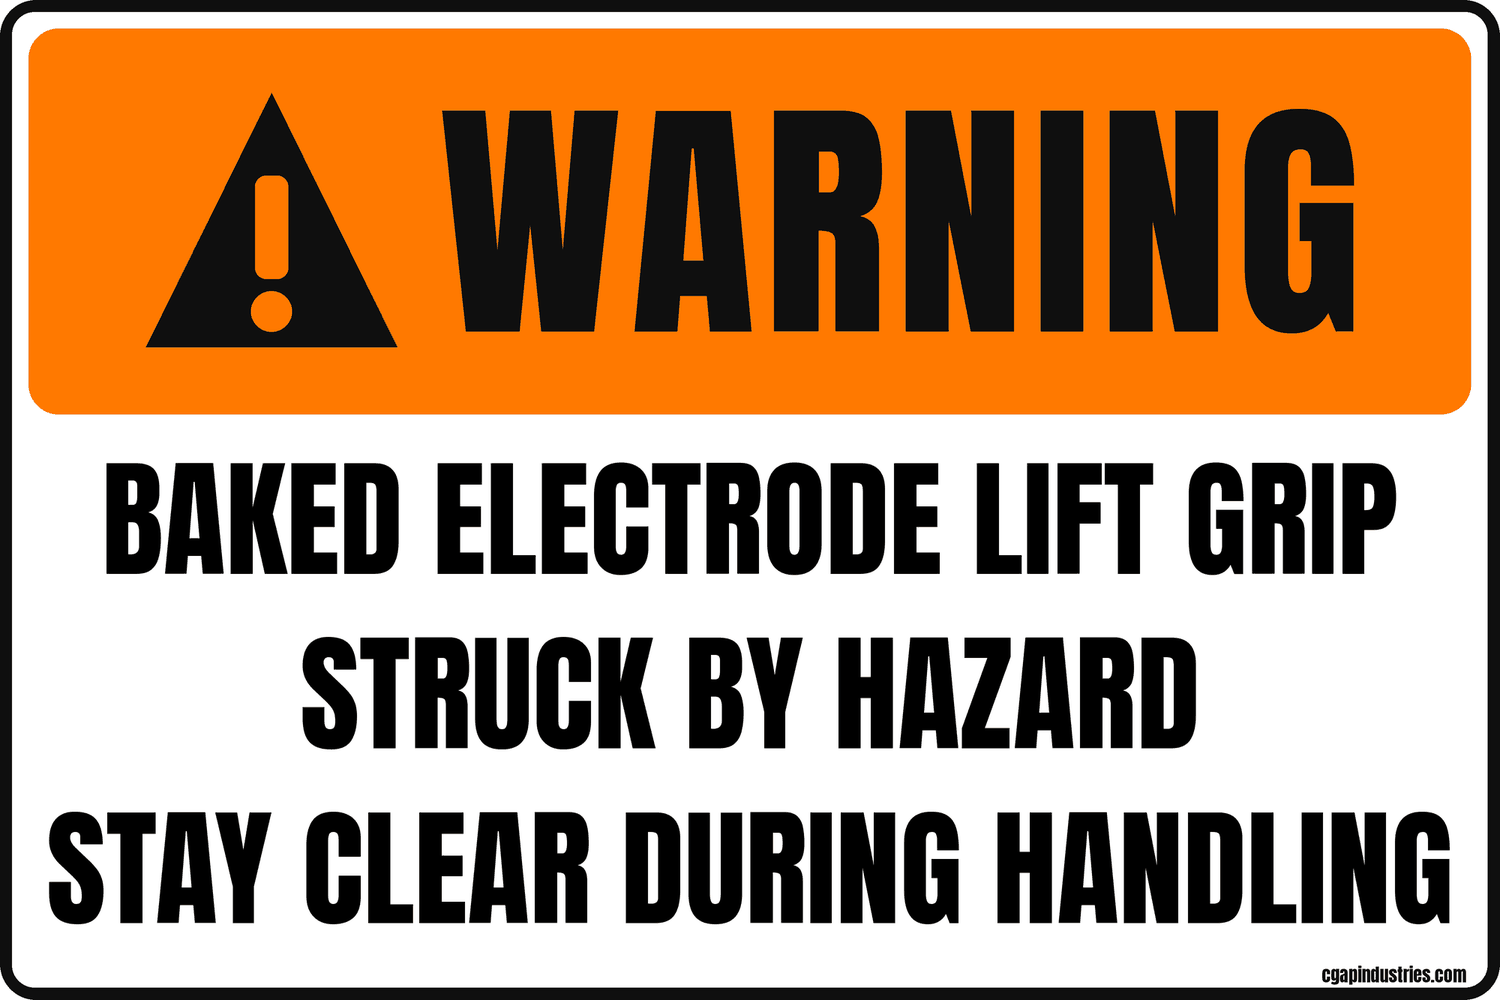 WARNING
BAKED ELECTRODE LIFT GRIP
STRUCK BY HAZARD
STAY CLEAR DURING HANDLING
cgapindustries.com